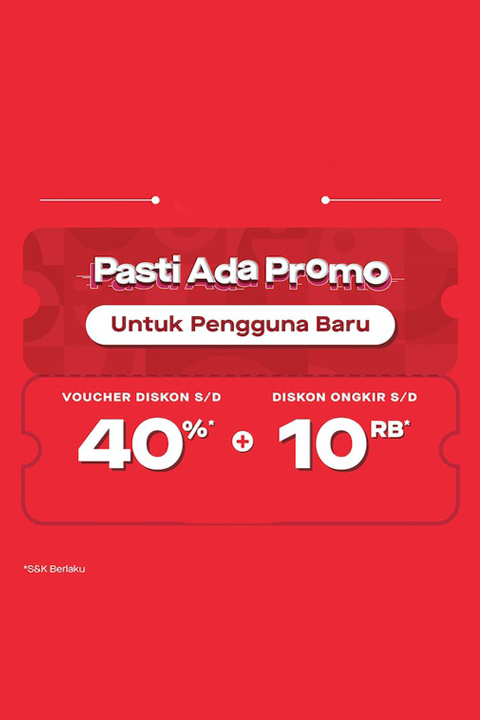 Pasti Ada Promo
Untuk Pengguna Baru
VOUCHER DISKON S/D
40%*
+
DISKON ONGKIR S/D
10RB*
*S&K Berlaku